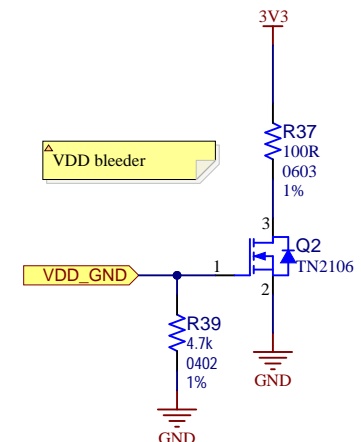 3V3
R37
100R
0603
1%
VDD bleeder
3
Q2
TN2106
1
2
VDD_GND
R39
4.7k
0402
1%
GND
GND